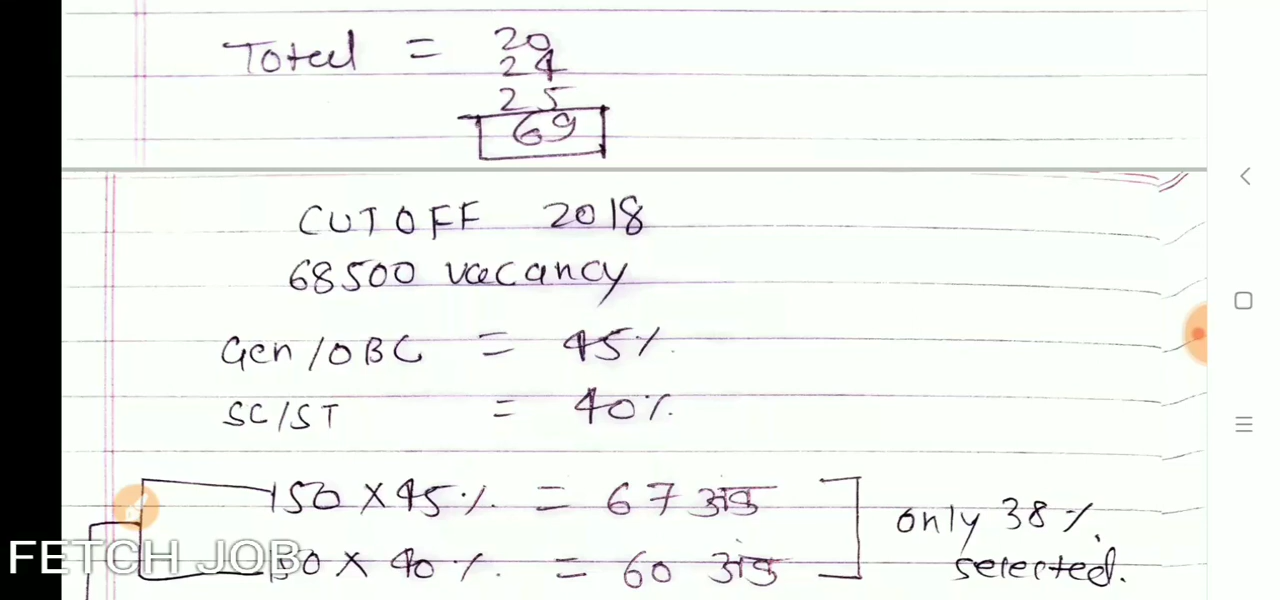 Total = 20
24
25
69
CUTOFF 2018
68500 vacancy
Gen/OBC = 45%
SC/ST = 40%
150 X 45% = 67 अंक
150 X 40% = 60 अंक
only 38%
selected.
FETCH JOB